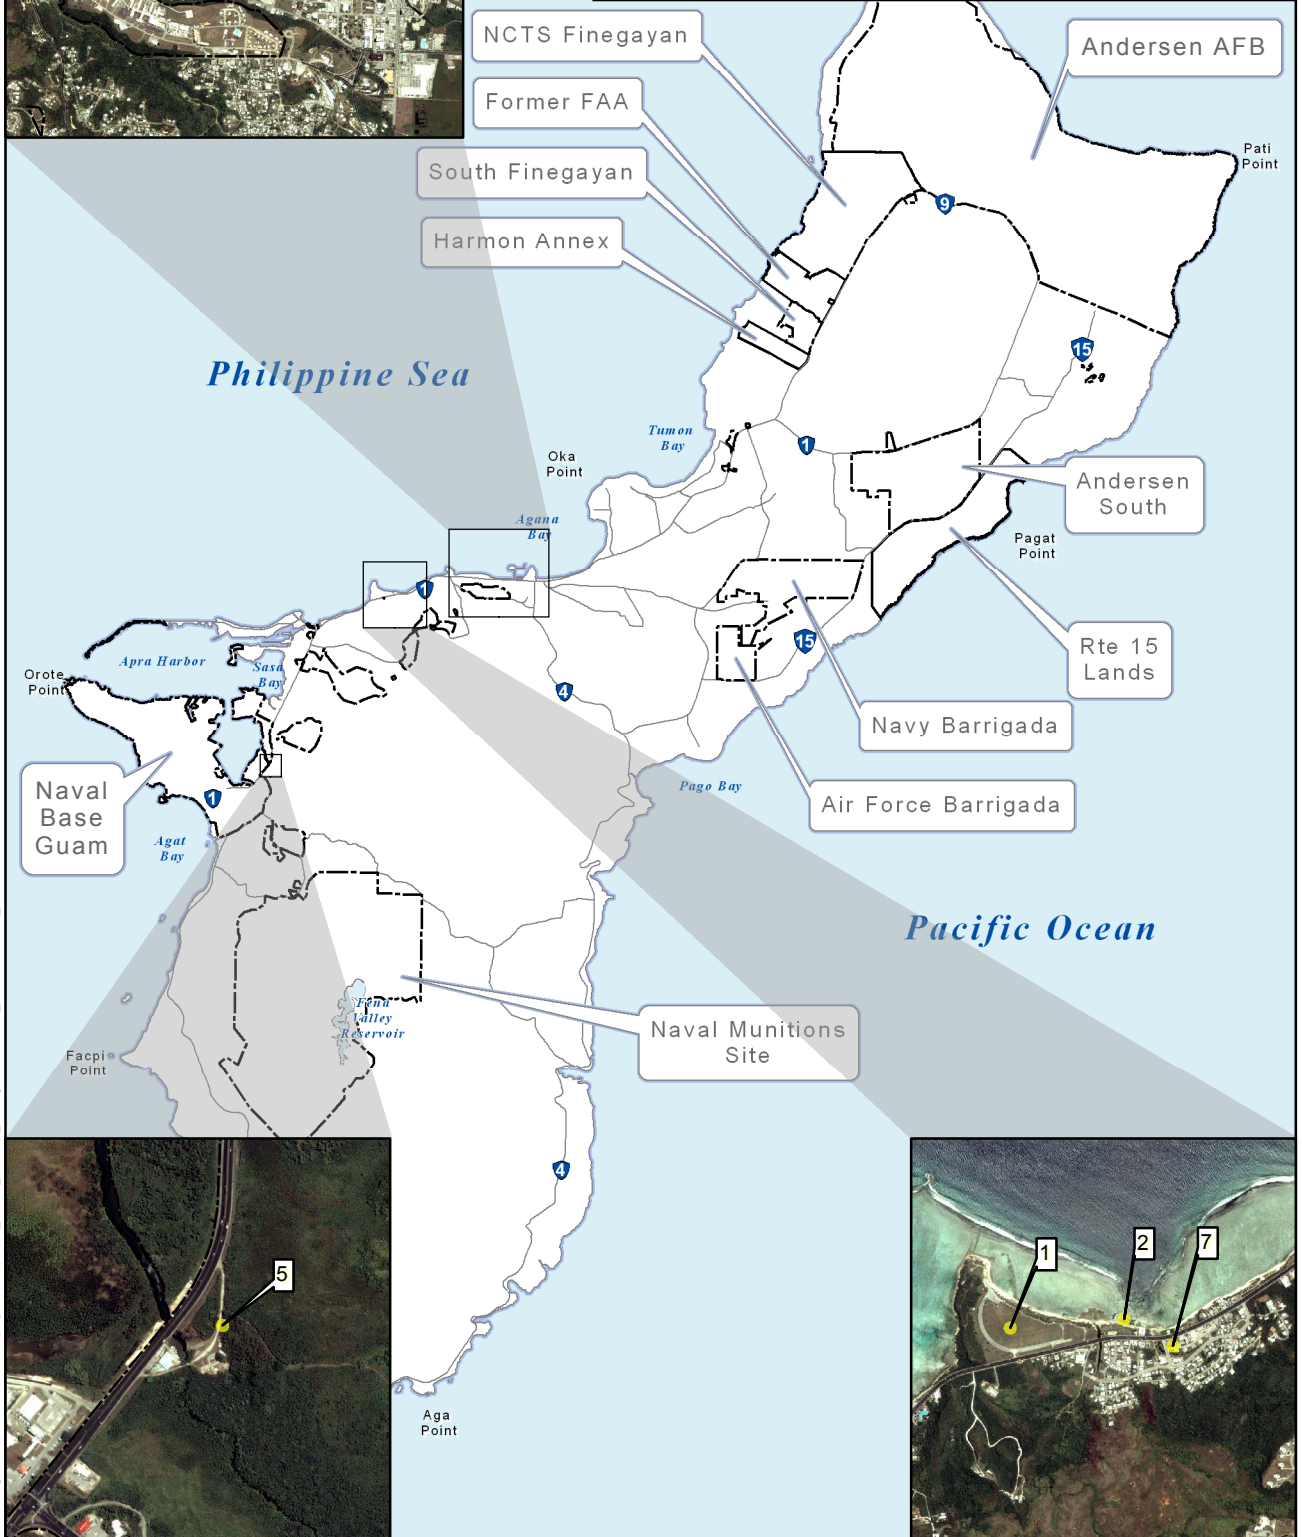 NCTS Finegayan
Andersen AFB
Former FAA
Pati
Point
South Finegayan
9
Harmon Annex
15
Philippine Sea
Tumon
Bay
1
Oka
Point
Andersen
South
Agana
Bay
Pagat
Point
1
15
Rte 15
Lands
Apra Harbor
Sasa
Bay
Orote
Point
4
Navy Barrigada
Naval
Base
Guam
1
Pago Bay
Air Force Barrigada
Agat
Bay
Pacific Ocean
Fena
Valley
Reservoir
Naval Munitions
Site
Facpi
Point
4
5
1
2
7
Aga
Point